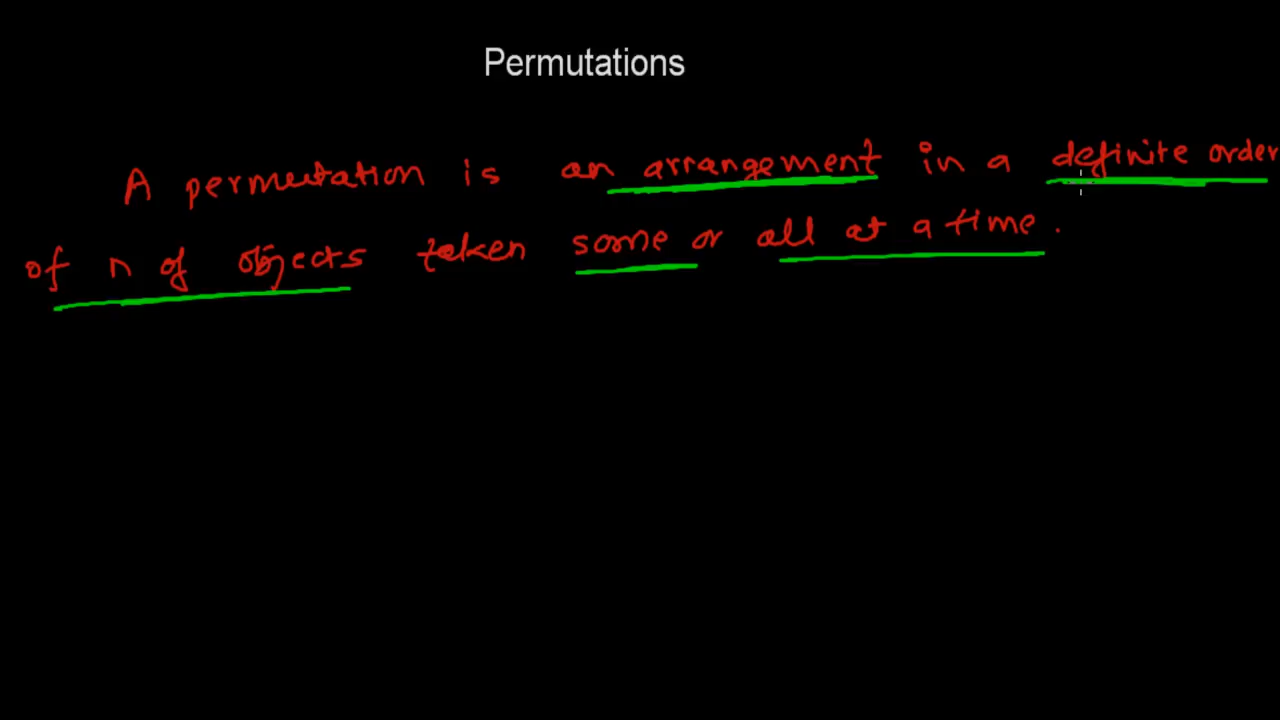 Permutations
A permutation is an arrangement in a definite order
of n of objects taken some or all at a time.